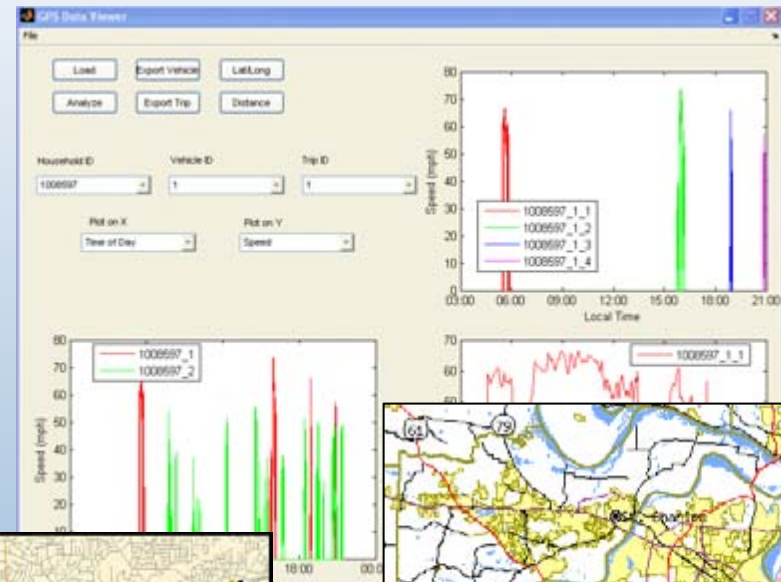 GPS Data Viewer
File
Load Export Vehicle Lat/Long
Analyze Export Trip Distance
Household ID Vehicle ID Trip ID
1008597 1 1
Plot on X Plot on Y
Time of Day Speed
80
70
60
50
40
30
20
10
0
Speed (mph)
1008597_1_1
1008597_1_2
1008597_1_3
1008597_1_4
03:00 06:00 09:00 12:00 15:00 18:00 21:00
Local Time
80
70
60
50
40
30
20
10
Speed (mph)
1008597_1
1008597_2
18:00 00:0
70
60
50
1008597_1_1
61 79